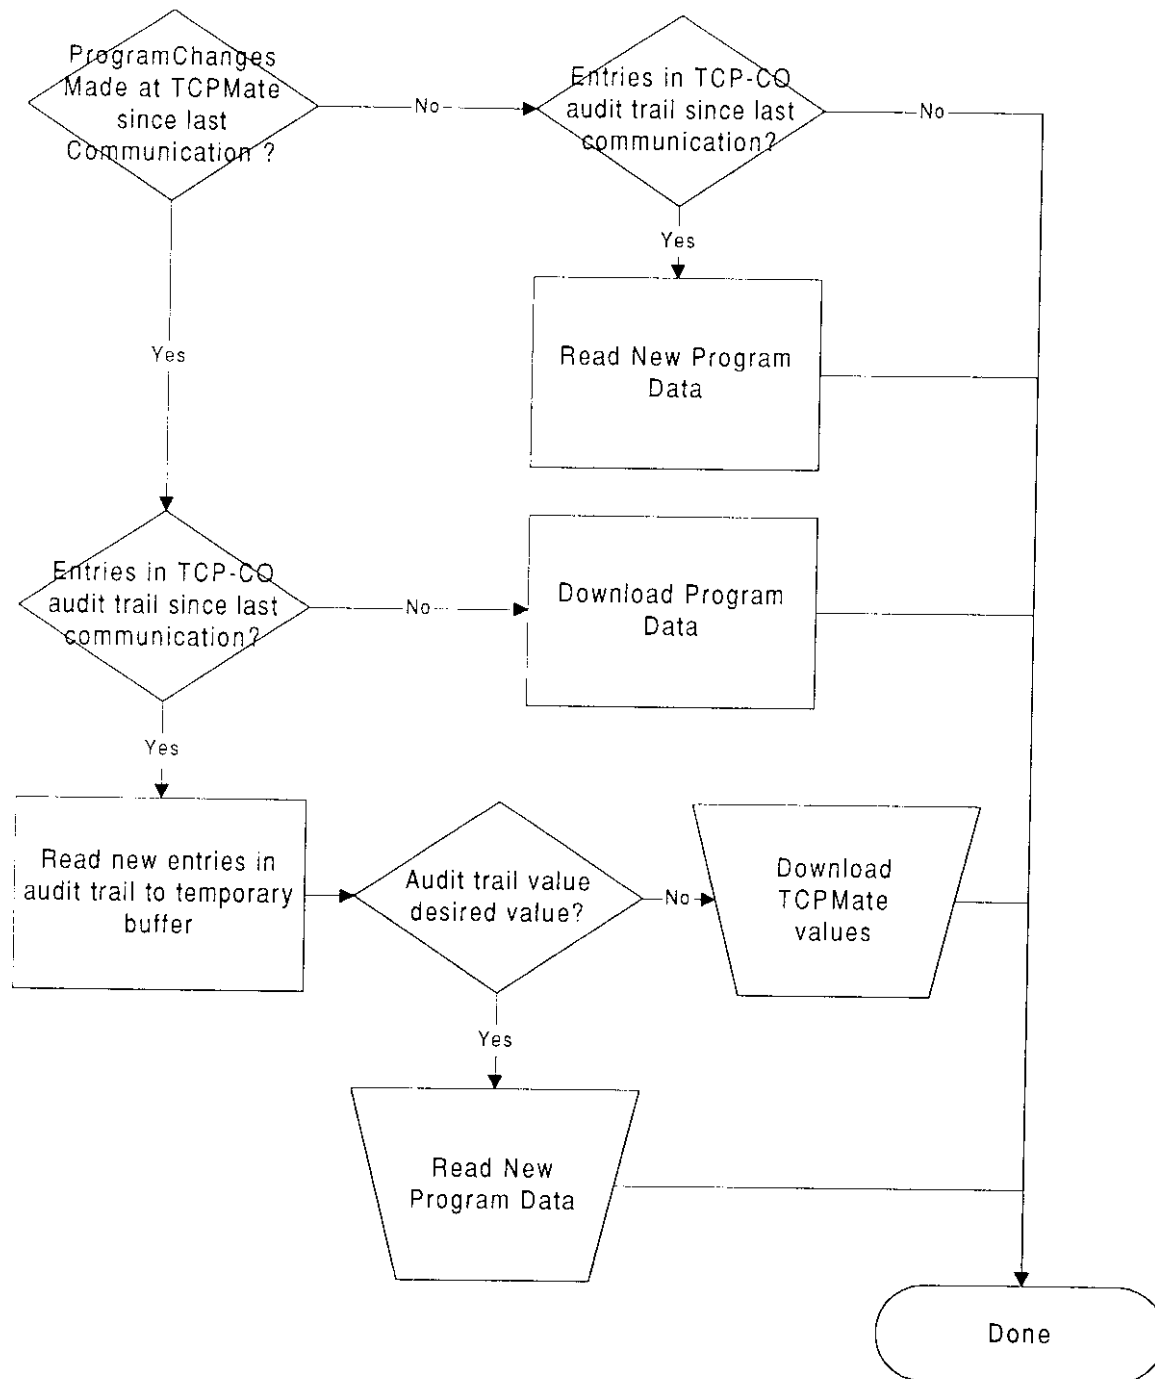 ProgramChanges
Made at TCPMate
since last
Communication ?
No
Entries in TCP-CO
audit trail since last
communication?
No
Yes
Read New Program
Data
Yes
Entries in TCP-CO
audit trail since last
communication?
No
Download Program
Data
Yes
Read new entries in
audit trail to temporary
buffer
Audit trail value
desired value?
No
Download
TCPMate
values
Yes
Read New
Program Data
Done